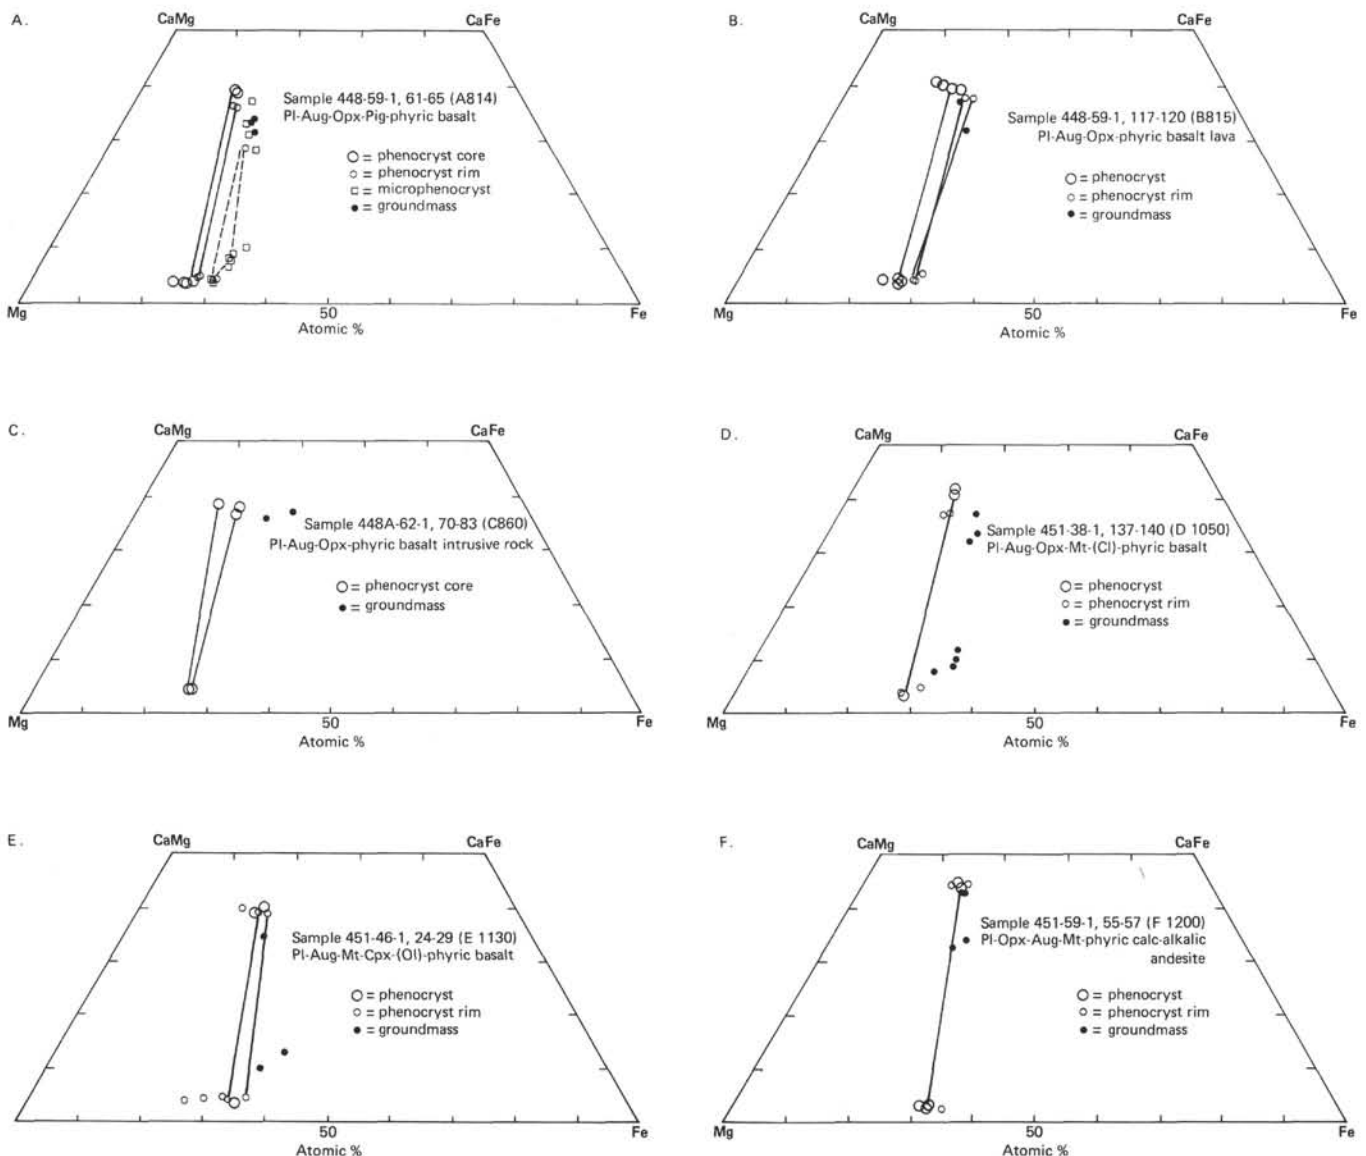 A.
CaMg
CaFe
Sample 448-59-1, 61-65 (A814)
Pl-Aug-Opx-Pig-phyric basalt
= phenocryst core
= phenocryst rim
= microphenocryst
= groundmass
Mg
50
Fe
Atomic %
B.
CaMg
CaFe
Sample 448-59-1, 117-120 (B815)
Pl-Aug-Opx-phyric basalt lava
= phenocryst
= phenocryst rim
= groundmass
Mg
50
Fe
Atomic %
C.
CaMg
CaFe
Sample 448A-62-1, 70-83 (C860)
Pl-Aug-Opx-phyric basalt intrusive rock
= phenocryst core
= groundmass
Mg
50
Fe
Atomic %
D.
CaMg
CaFe
Sample 451-38-1, 137-140 (D 1050)
Pl-Aug-Opx-Mt-(Cl)-phyric basalt
= phenocryst
= phenocryst rim
= groundmass
Mg
50
Fe
Atomic %
E.
CaMg
CaFe
Sample 451-46-1, 24-29 (E 1130)
Pl-Aug-Mt-Cpx-(Ol)-phyric basalt
= phenocryst
= phenocryst rim
= groundmass
50
Atomic %
F.
CaMg
CaFe
Sample 451-59-1, 55-57 (F 1200)
Pl-Opx-Aug-Mt-phyric calc-alkalic
andesite
= phenocryst
= phenocryst rim
= groundmass
Mg
50
Fe
Atomic %